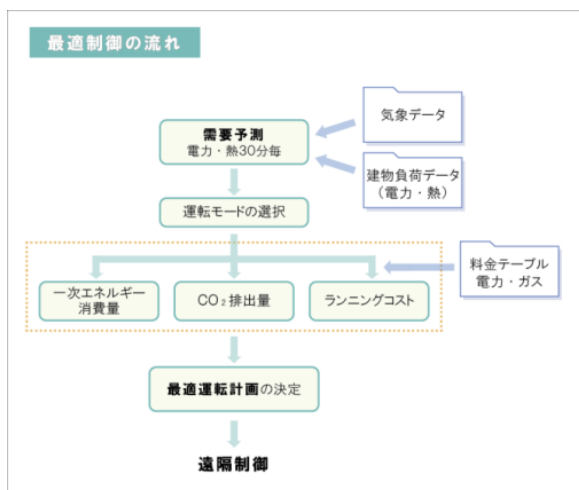 最適制御の流れ
気象データ
需要予測
電力・熱30分毎
建物負荷データ
（電力・熱）
運転モードの選択
料金テーブル
電力・ガス
一次エネルギー
消費量
CO₂排出量
ランニングコスト
最適運転計画の決定
遠隔制御